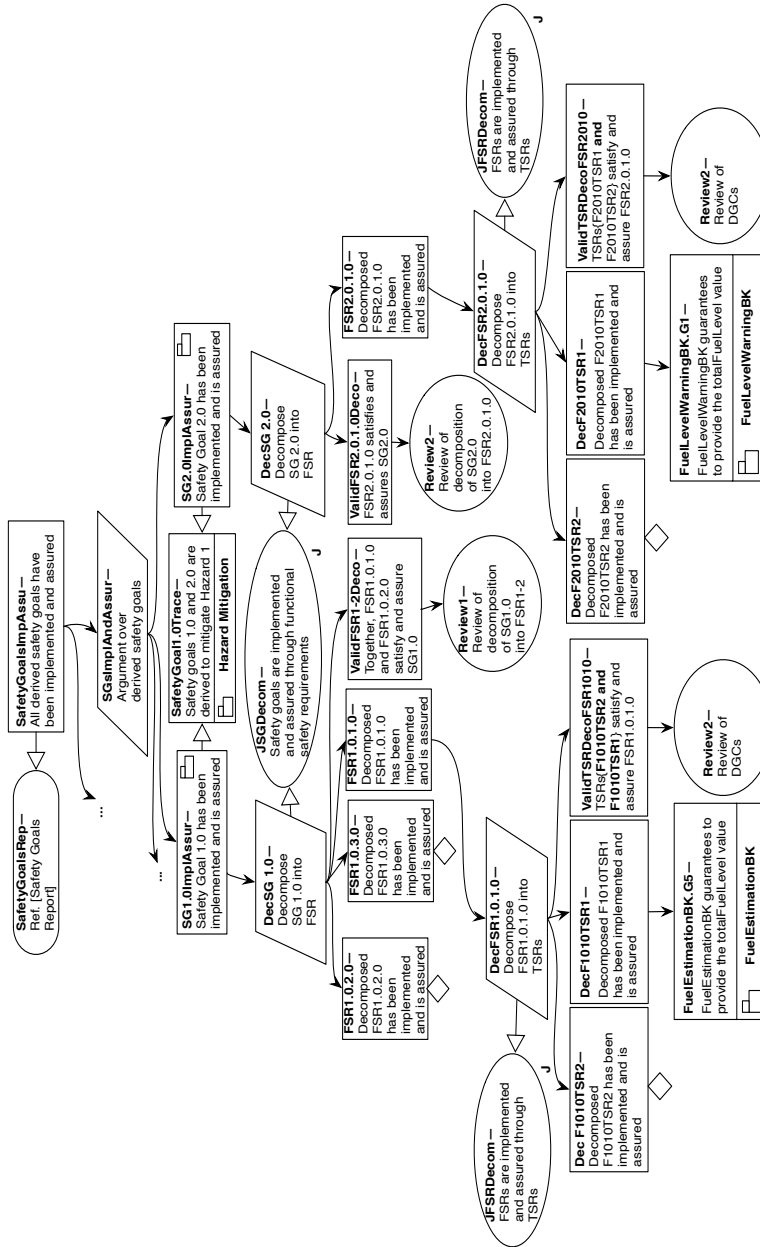 SafetyGoalsRep—
Ref. [Safety Goals
Report]
SafetyGoalsImpAssu—
All derived safety goals have
been implemented and assured
...
SGsImplAndAssur—
Argument over
derived safety goals
...
SG1.0ImplAssur—
Safety Goal 1.0 has been
implemented and is assured
SafetyGoal1.0Trace—
Safety goals 1.0 and 2.0 are
derived to mitigate Hazard 1
Hazard Mitigation
SG2.0ImplAssur—
Safety Goal 2.0 has been
implemented and is assured
DecSG 1.0—
Decompose
SG 1.0 into
FSR
JSGDecom—
Safety goals are implemented
and assured through functional
safety requirements
J
DecSG 2.0—
Decompose
SG 2.0 into
FSR
FSR1.0.2.0—
Decomposed
FSR1.0.2.0
has been
implemented
and is assured
FSR1.0.3.0—
Decomposed
FSR1.0.3.0
has been
implemented
and is assured
FSR1.0.1.0—
Decomposed
FSR1.0.1.0
has been
implemented
and is assured
ValidFSR1-2Deco—
Together, FSR1.0.1.0
and FSR1.0.2.0
satisfy and assure
SG1.0
ValidFSR2.0.1.0Deco—
FSR2.0.1.0 satisfies and
assures SG2.0
FSR2.0.1.0—
Decomposed
FSR2.0.1.0
has been
implemented
and is assured
Review1—
Review of
decomposition
of SG1.0
into FSR1-2
Review2—
Review of
decomposition
of SG2.0
into FSR2.0.1.0
JFSRDecom—
FSRs are implemented
and assured through
TSRs
J
DecFSR1.0.1.0—
Decompose
FSR1.0.1.0 into
TSRs
DecFSR2.0.1.0—
Decompose
FSR2.0.1.0 into
TSRs
JFSRDecom—
FSRs are implemented
and assured through
TSRs
J
Dec F1010TSR2—
Decomposed
F1010TSR2 has been
implemented and is
assured
DecF1010TSR1—
Decomposed F1010TSR1
has been implemented and
is assured
ValidTSRDecoFSR1010—
TSRs{F1010TSR2 and
F1010TSR1} satisfy and
assure FSR1.0.1.0
DecF2010TSR2—
Decomposed
F2010TSR2 has been
implemented and is
assured
DecF2010TSR1—
Decomposed F2010TSR1
has been implemented and
is assured
ValidTSRDecoFSR2010—
TSRs{F2010TSR1 and
F2010TSR2} satisfy and
assure FSR2.0.1.0
FuelEstimationBK.G5—
FuelEstimationBK guarantees to
provide the totalFuelLevel value
FuelEstimationBK
Review2—
Review of
DGCs
FuelLevelWarningBK.G1—
FuelLevelWarningBK guarantees
to provide the totalFuelLevel value
FuelLevelWarningBK
Review2—
Review of
DGCs